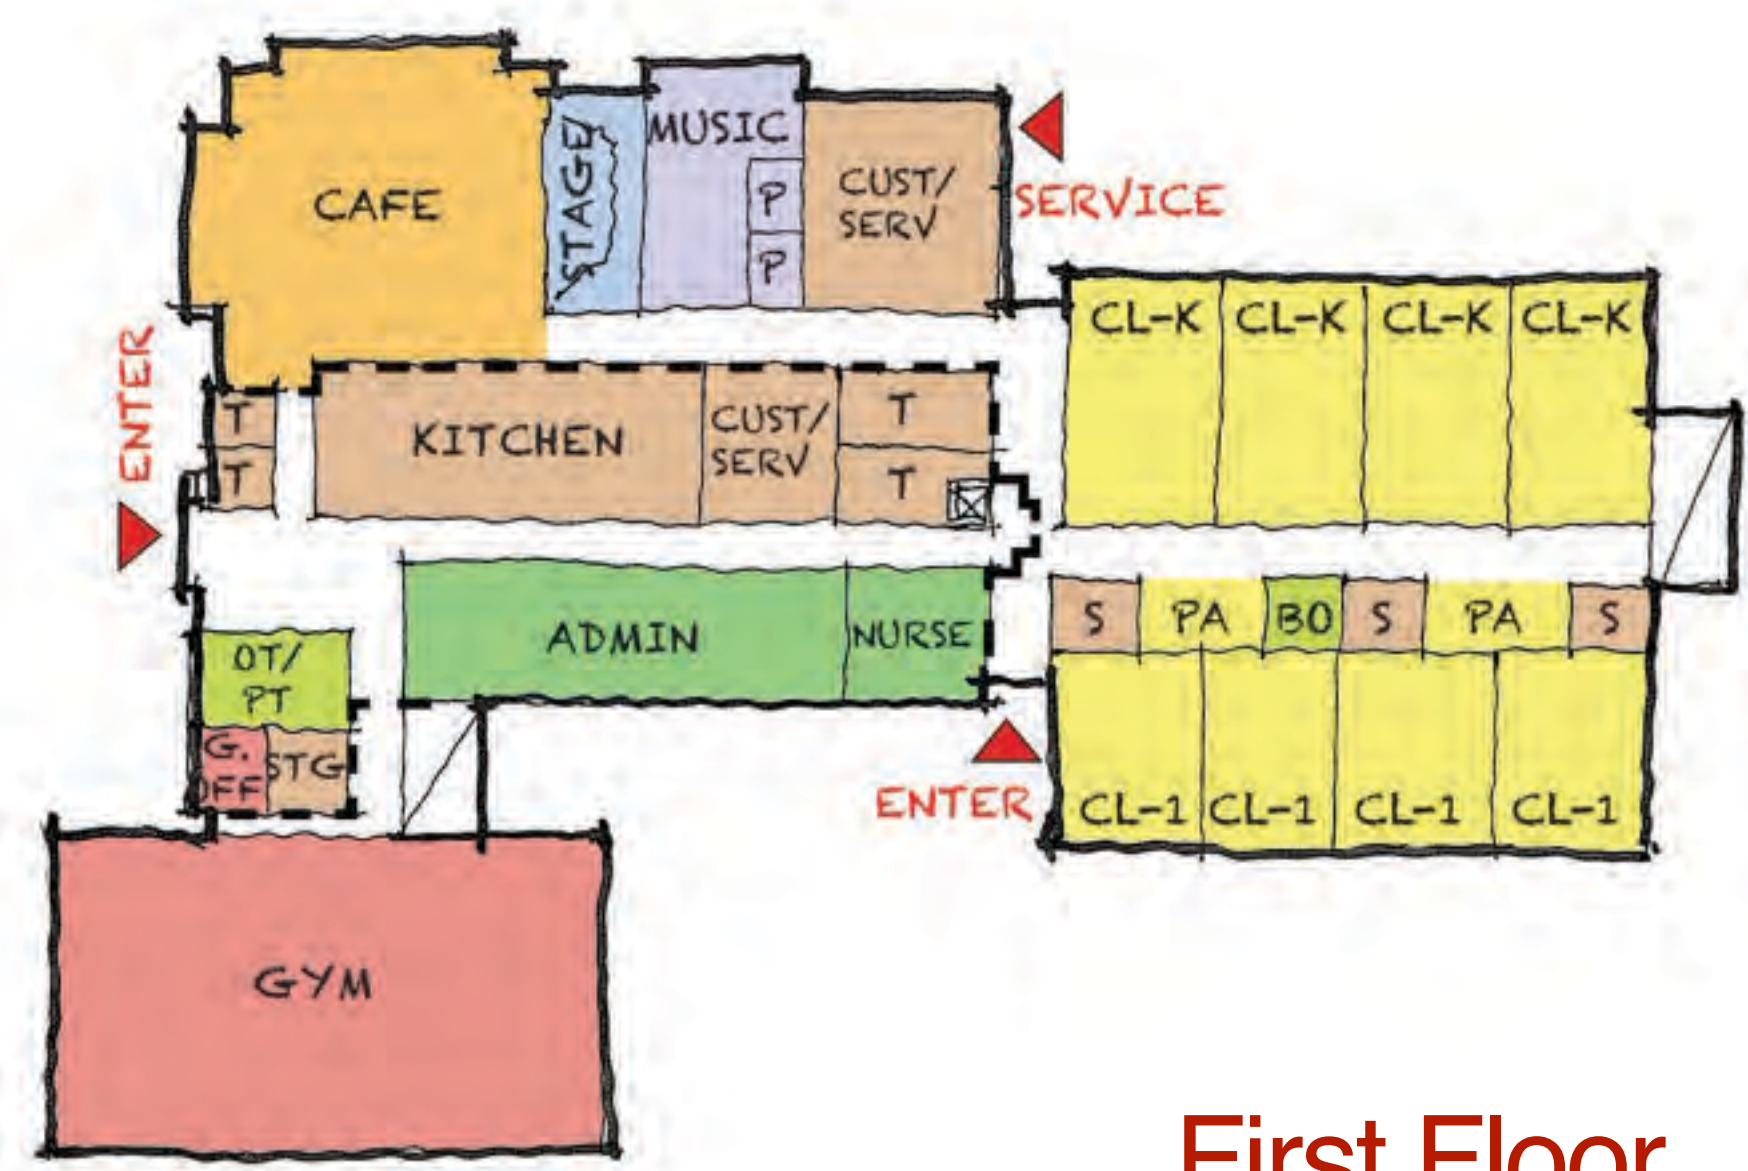 CAFE
STAGE/
MUSIC
P
P
CUST/
SERV
SERVICE
CL-K
CL-K
CL-K
CL-K
ENTER
T
T
KITCHEN
CUST/
SERV
T
T
ADMIN
NURSE
S
PA
BO
S
PA
S
OT/
PT
G.
OFF
STG
ENTER
CL-1
CL-1
CL-1
CL-1
GYM
First Floor